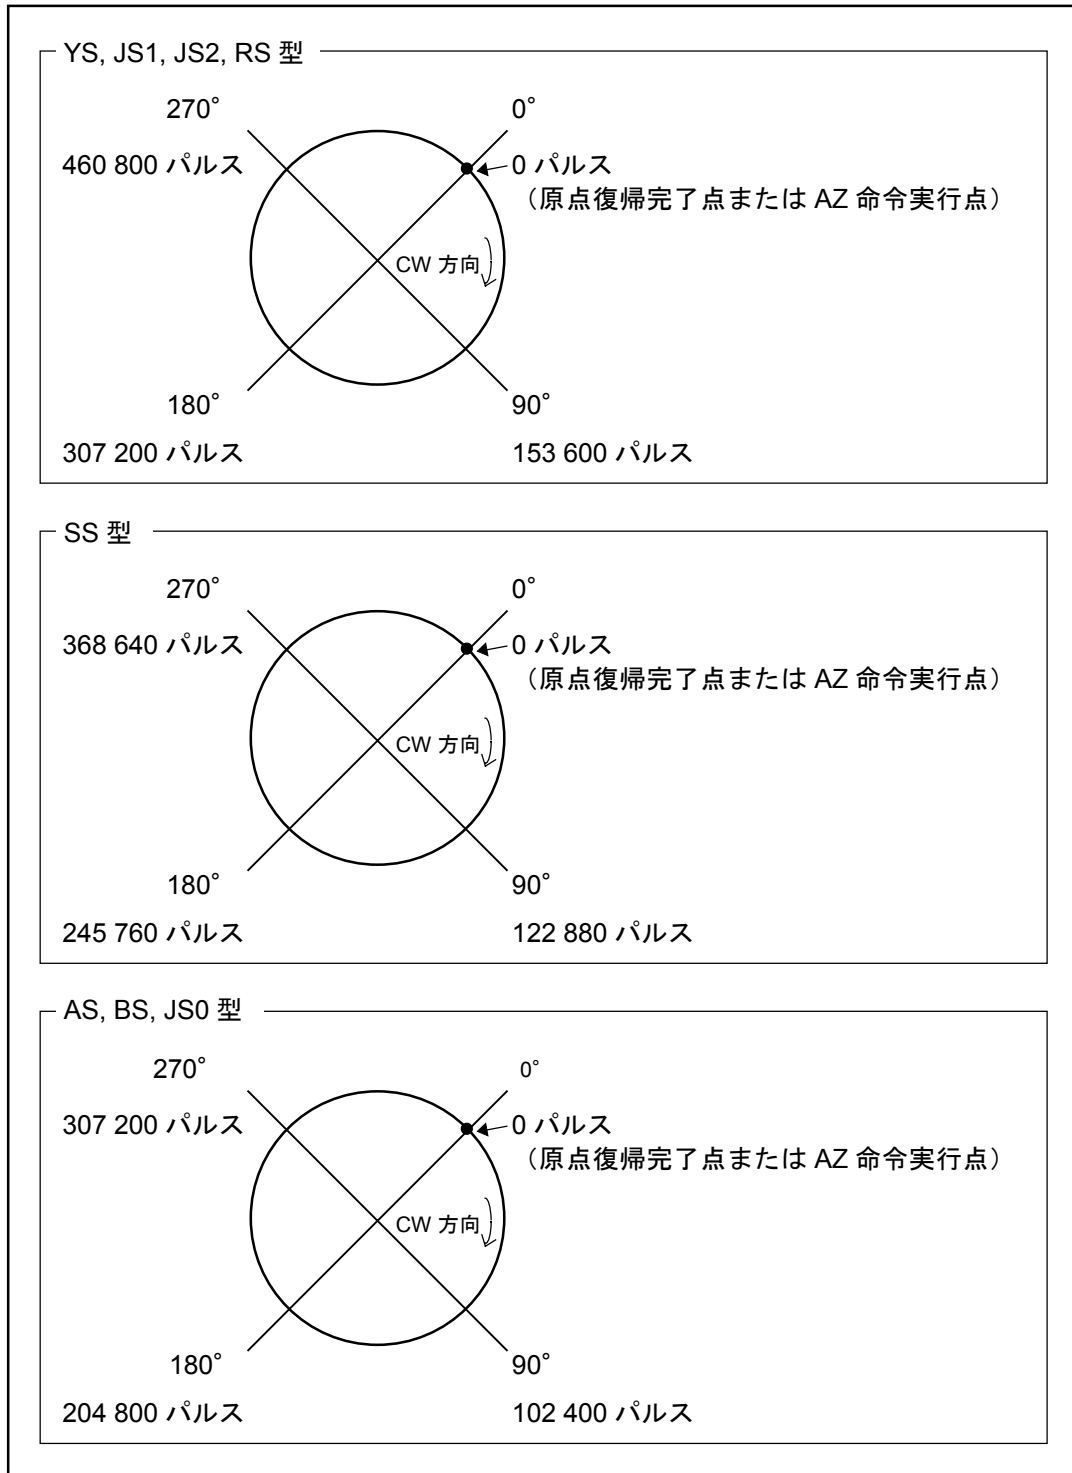 YS, JS1, JS2, RS 型
270°
0°
460 800 パルス
0 パルス
（原点復帰完了点または AZ 命令実行点）
CW 方向
180°
90°
307 200 パルス
153 600 パルス
SS 型
270°
0°
368 640 パルス
0 パルス
（原点復帰完了点または AZ 命令実行点）
CW 方向
180°
90°
245 760 パルス
122 880 パルス
AS, BS, JS0 型
270°
0°
307 200 パルス
0 パルス
（原点復帰完了点または AZ 命令実行点）
CW 方向
180°
90°
204 800 パルス
102 400 パルス